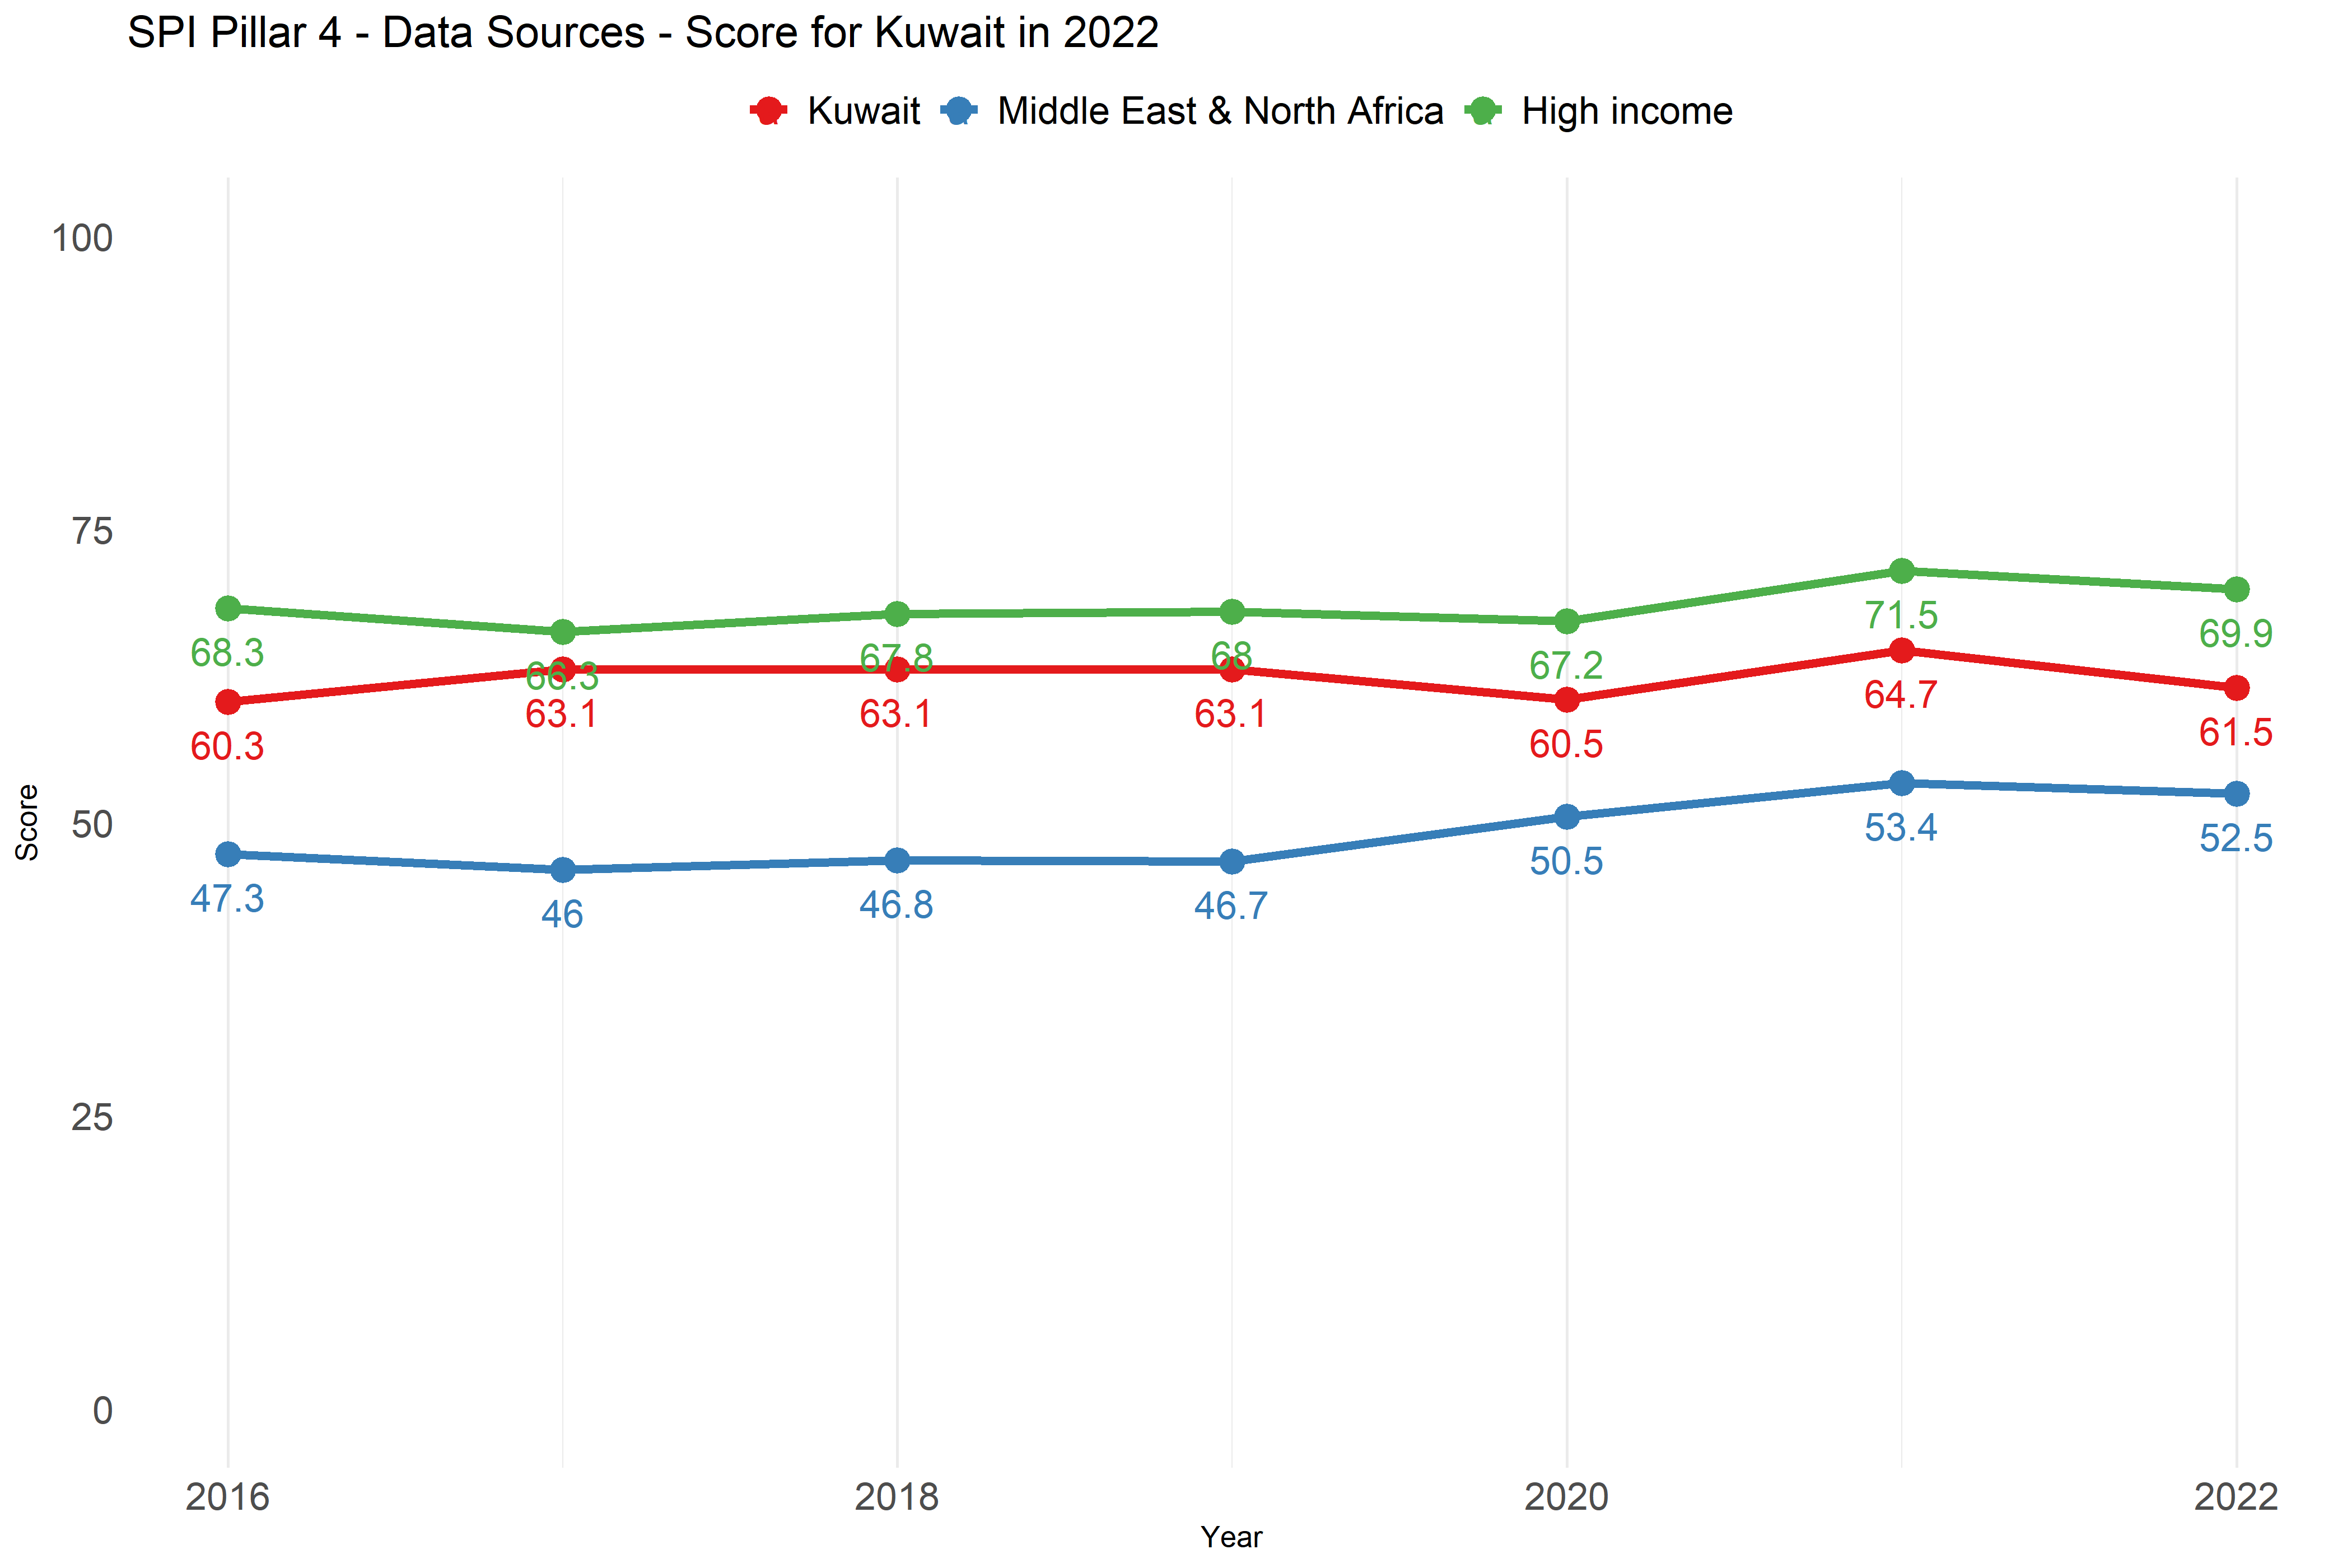 SPI Pillar 4 - Data Sources - Score for Kuwait in 2022
Kuwait Middle East & North Africa High income
100
75
50
25
0
Score
68.3 66.3 67.8 68 67.2 71.5 69.9
60.3 63.1 63.1 63.1 60.5 64.7 61.5
47.3 46 46.8 46.7 50.5 53.4 52.5
2016 2018 2020 2022
Year